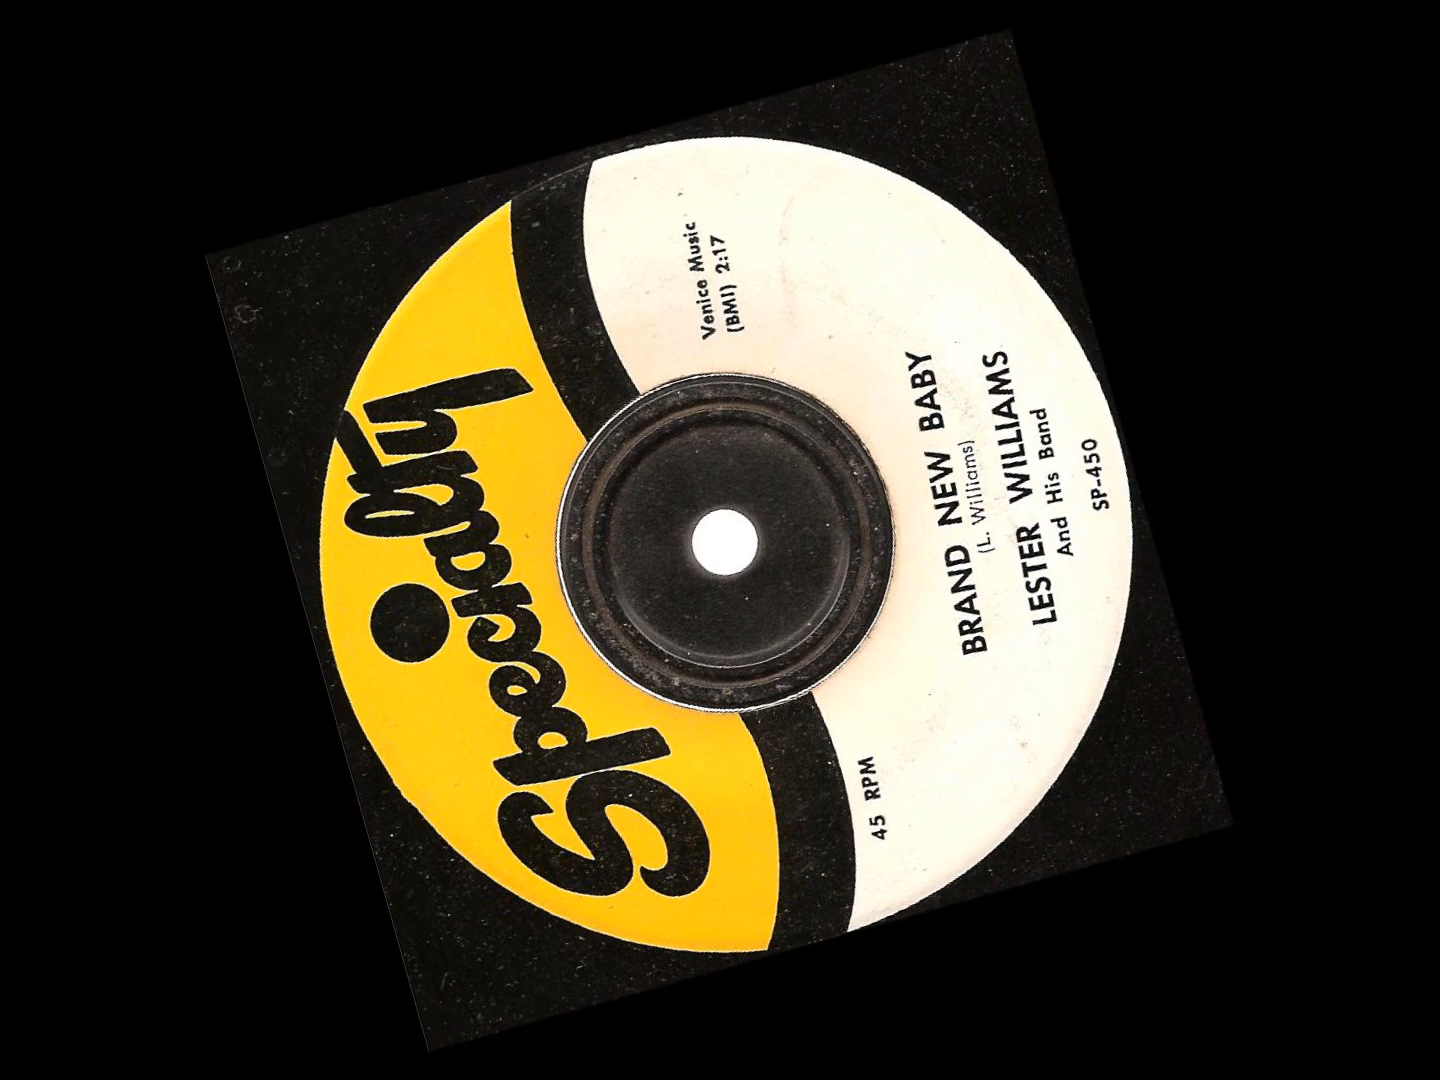 Specialty
45 RPM
Venice Music
(BMI) 2:17
BRAND NEW BABY
(L. Williams)
LESTER WILLIAMS
And His Band
SP-450